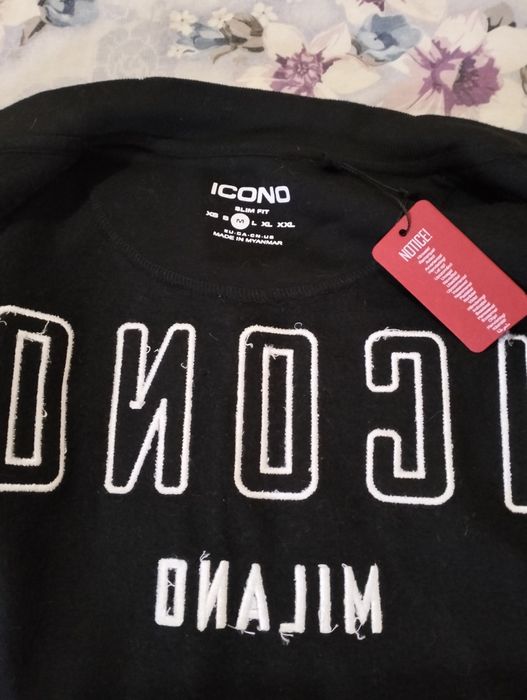 ICONO
SLIM FIT
XS S M L XL XXL
EU-CA-CN-US
MADE IN MYANMAR
NOTICE!
ICONO
MILANO